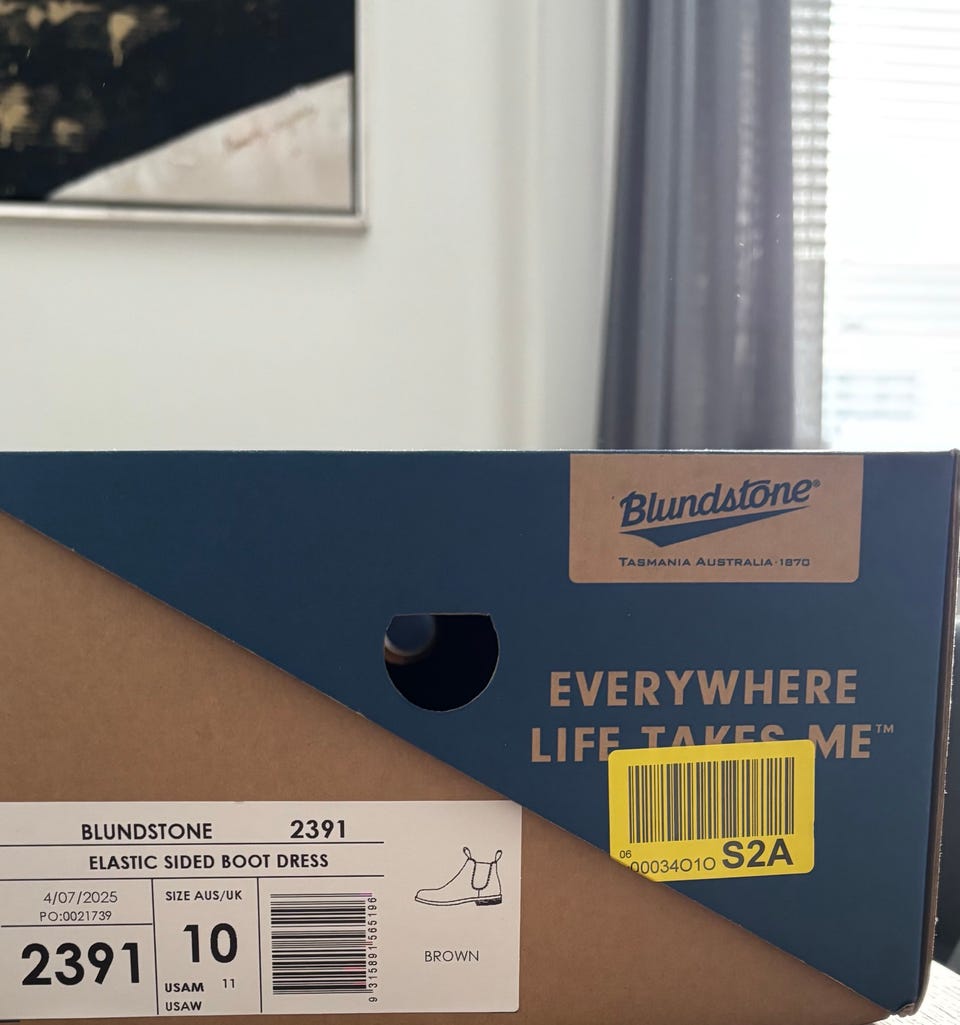 Blundstone®
TASMANIA AUSTRALIA·1870
EVERYWHERE
LIFE TAKES ME™
06
00034010 S2A
BLUNDSTONE 2391
ELASTIC SIDED BOOT DRESS
4/07/2025
PO:0021739
2391
SIZE AUS/UK
10
USAM 11
USAW
9 315891 565196
BROWN